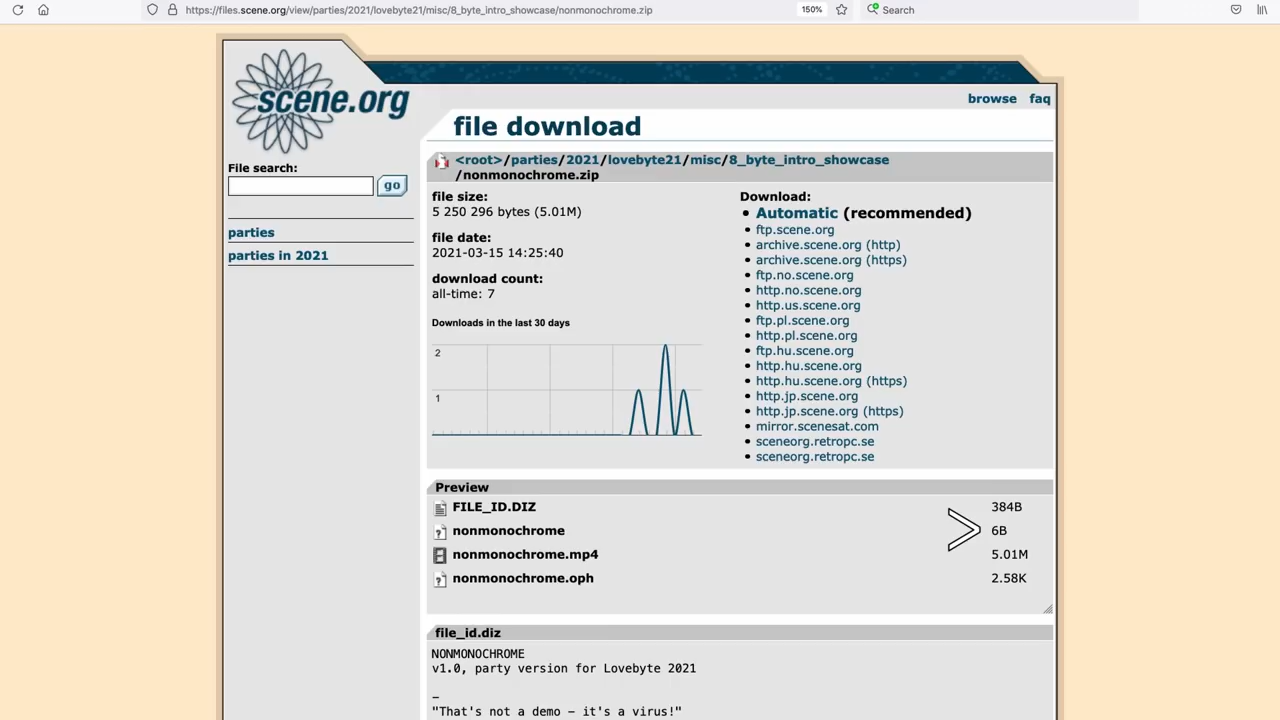 https://files.scene.org/view/parties/2021/lovebyte21/misc/8_byte_intro_showcase/nonmonochrome.zip
150%
Search
scene.org
browse faq
file download
File search:
go
<root>/parties/2021/lovebyte21/misc/8_byte_intro_showcase
/nonmonochrome.zip
parties
parties in 2021
file size:
5 250 296 bytes (5.01M)
file date:
2021-03-15 14:25:40
download count:
all-time: 7
Downloads in the last 30 days
2
1
Download:
• Automatic (recommended)
• ftp.scene.org
• archive.scene.org (http)
• archive.scene.org (https)
• ftp.no.scene.org
• http.no.scene.org
• http.us.scene.org
• ftp.pl.scene.org
• http.pl.scene.org
• ftp.hu.scene.org
• http.hu.scene.org
• http.hu.scene.org (https)
• http.jp.scene.org
• http.jp.scene.org (https)
• mirror.scenesat.com
• sceneorg.retropc.se
• sceneorg.retropc.se
Preview
FILE_ID.DIZ 384B
nonmonochrome 6B
nonmonochrome.mp4 5.01M
nonmonochrome.oph 2.58K
file_id.diz
NONMONOCHROME
v1.0, party version for Lovebyte 2021
—
"That's not a demo - it's a virus!"